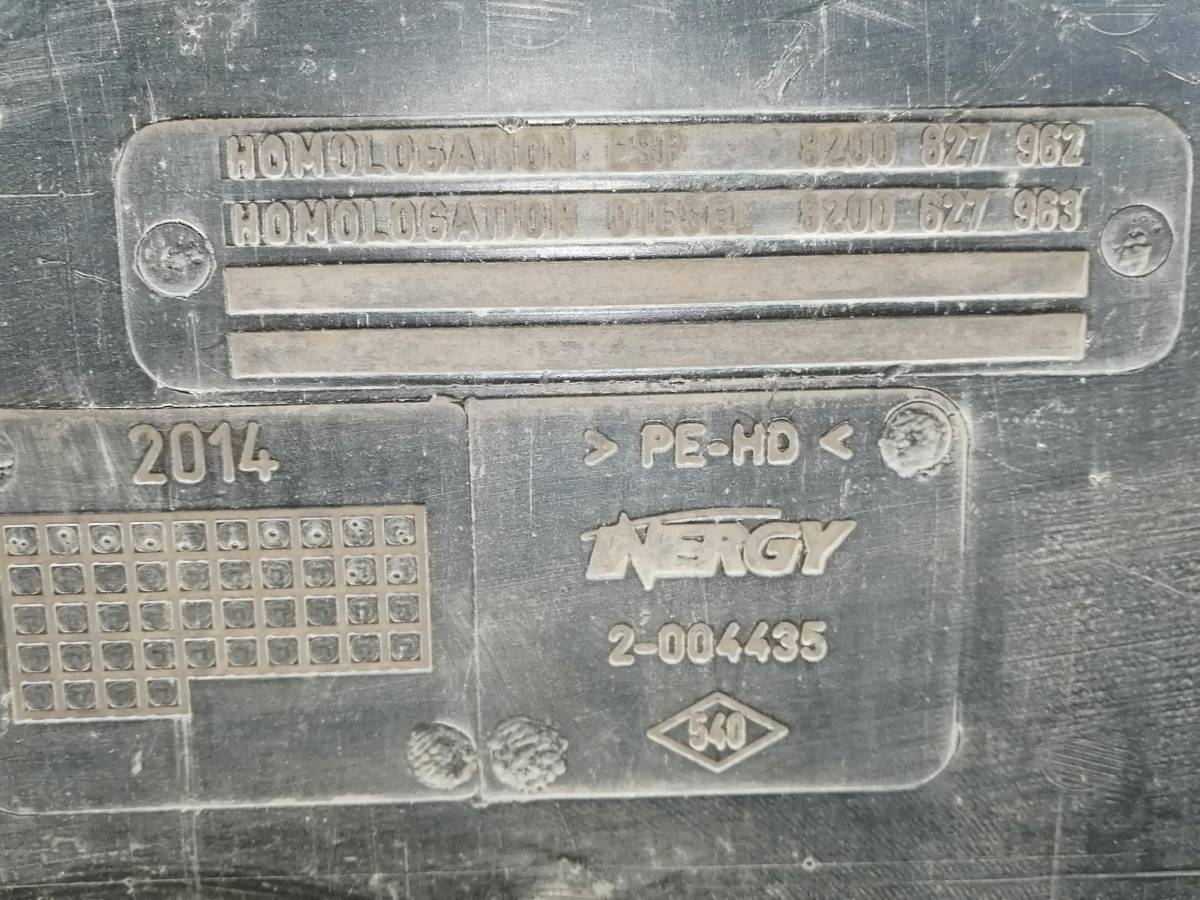 HOMOLOGATION ESP 8200 627 962
HOMOLOGATION DIESEL 8200 627 963
2014
> PE-HD <
INERGY
2-004435
540